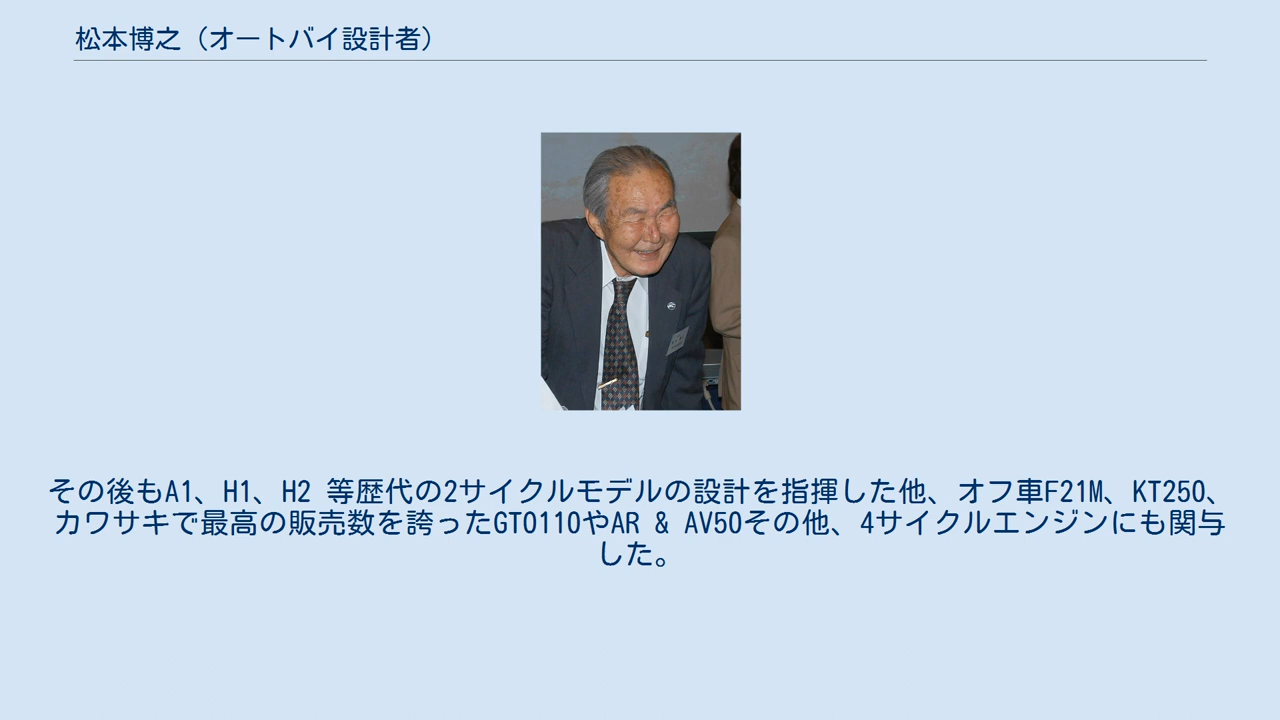 松本博之（オートバイ設計者）
その後もA1、H1、H2 等歴代の2サイクルモデルの設計を指揮した他、オフ車F21M、KT250、
カワサキで最高の販売数を誇ったGTO110やAR & AV50その他、4サイクルエンジンにも関与
した。